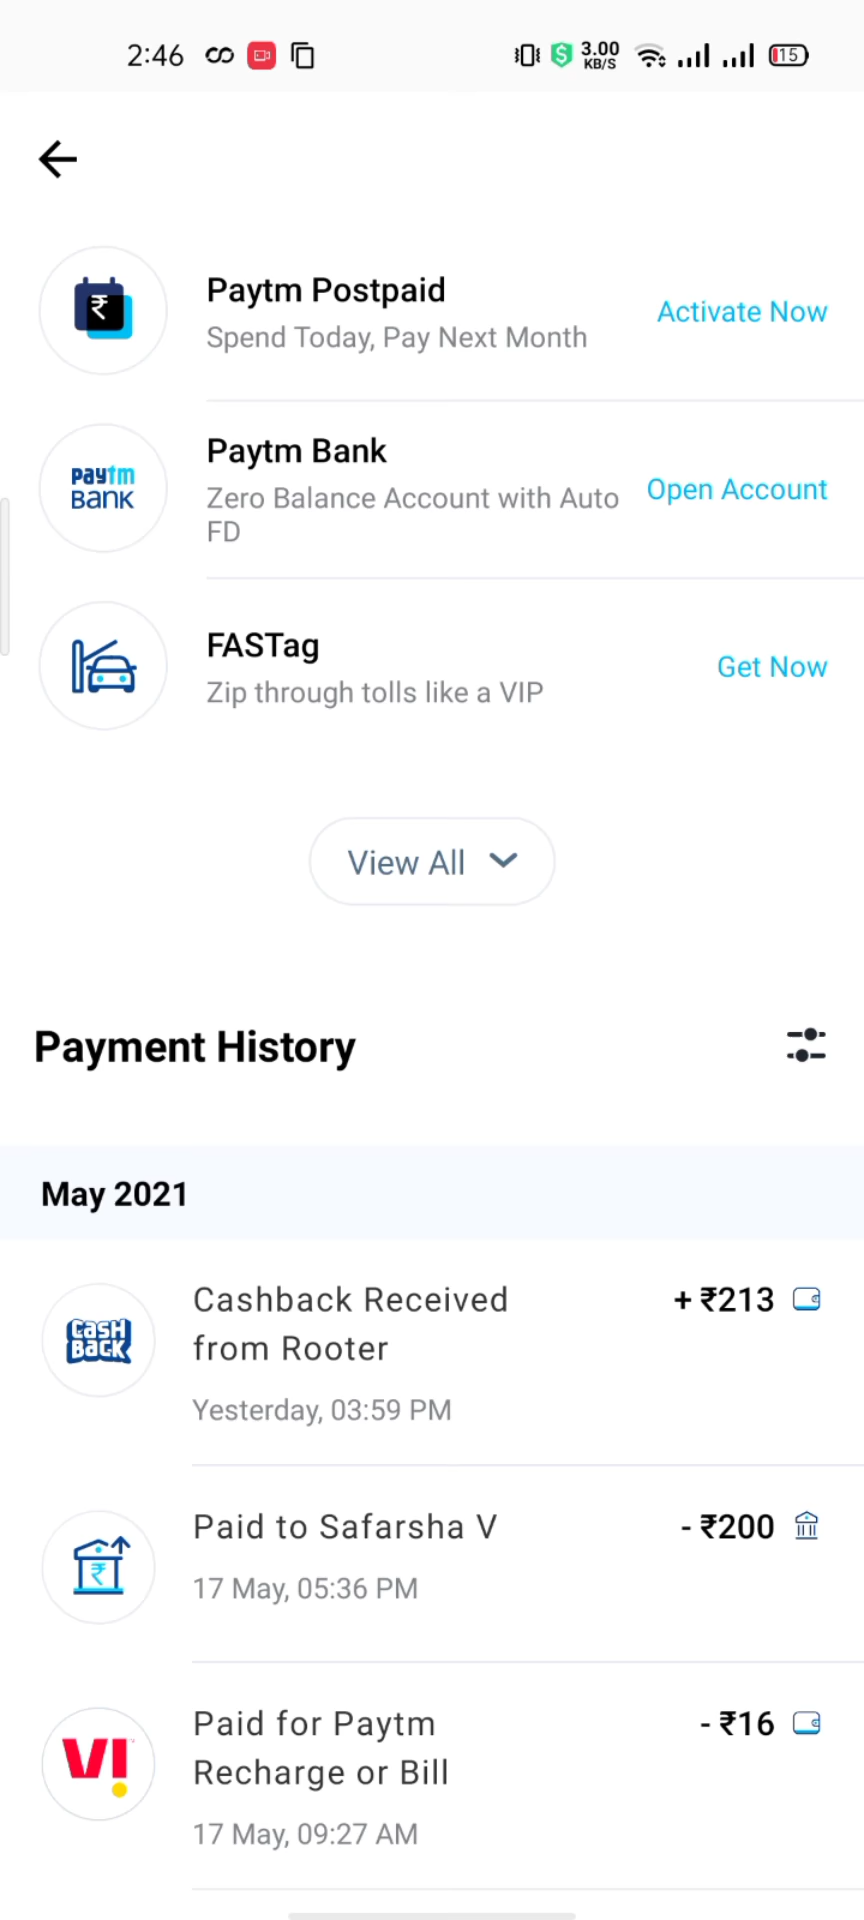 2:46
3.00
KB/S
15
₹
Paytm Postpaid
Activate Now
Spend Today, Pay Next Month
paytm
BANK
Paytm Bank
Open Account
Zero Balance Account with Auto
FD
FASTag
Get Now
Zip through tolls like a VIP
View All
Payment History
May 2021
CASH
BACK
Cashback Received
+ ₹213
from Rooter
Yesterday, 03:59 PM
₹
Paid to Safarsha V
- ₹200
17 May, 05:36 PM
VI
Paid for Paytm
- ₹16
Recharge or Bill
17 May, 09:27 AM